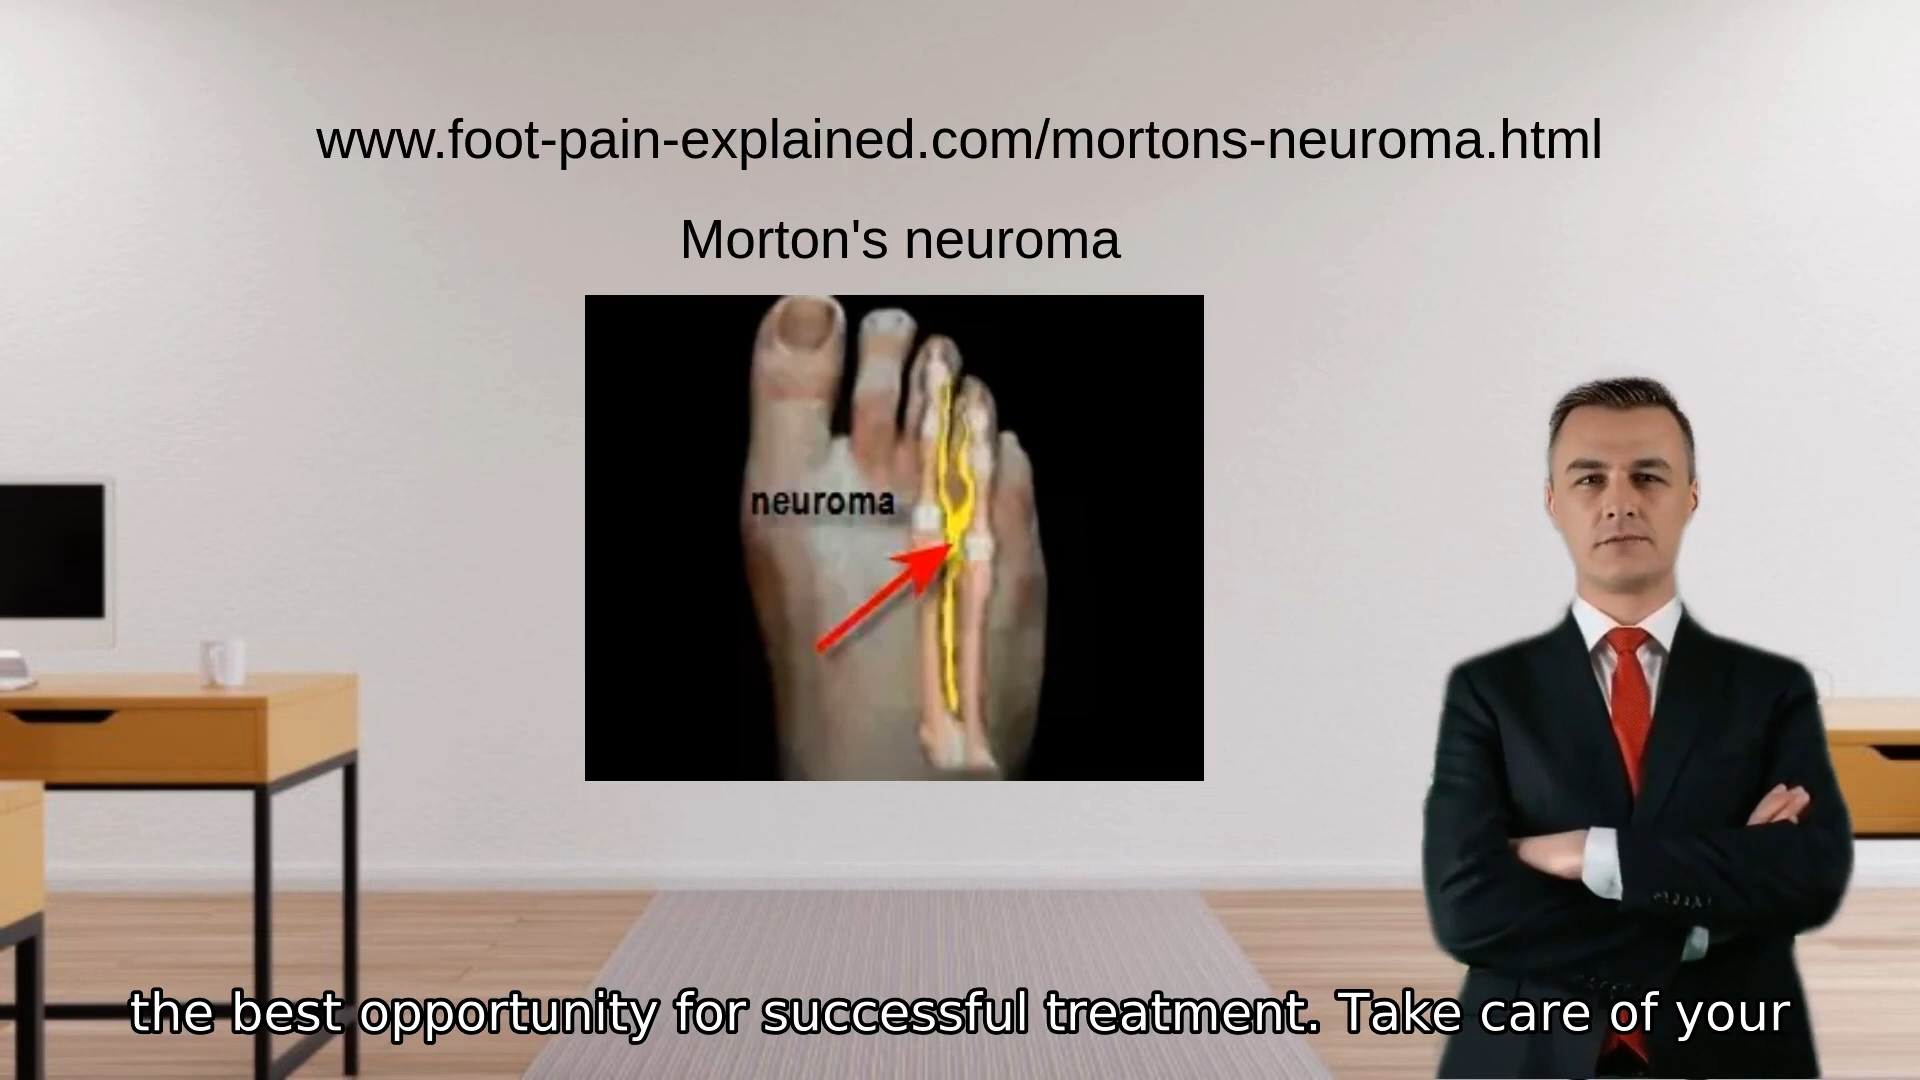 www.foot-pain-explained.com/mortons-neuroma.html
Morton's neuroma
neuroma
the best opportunity for successful treatment. Take care of your